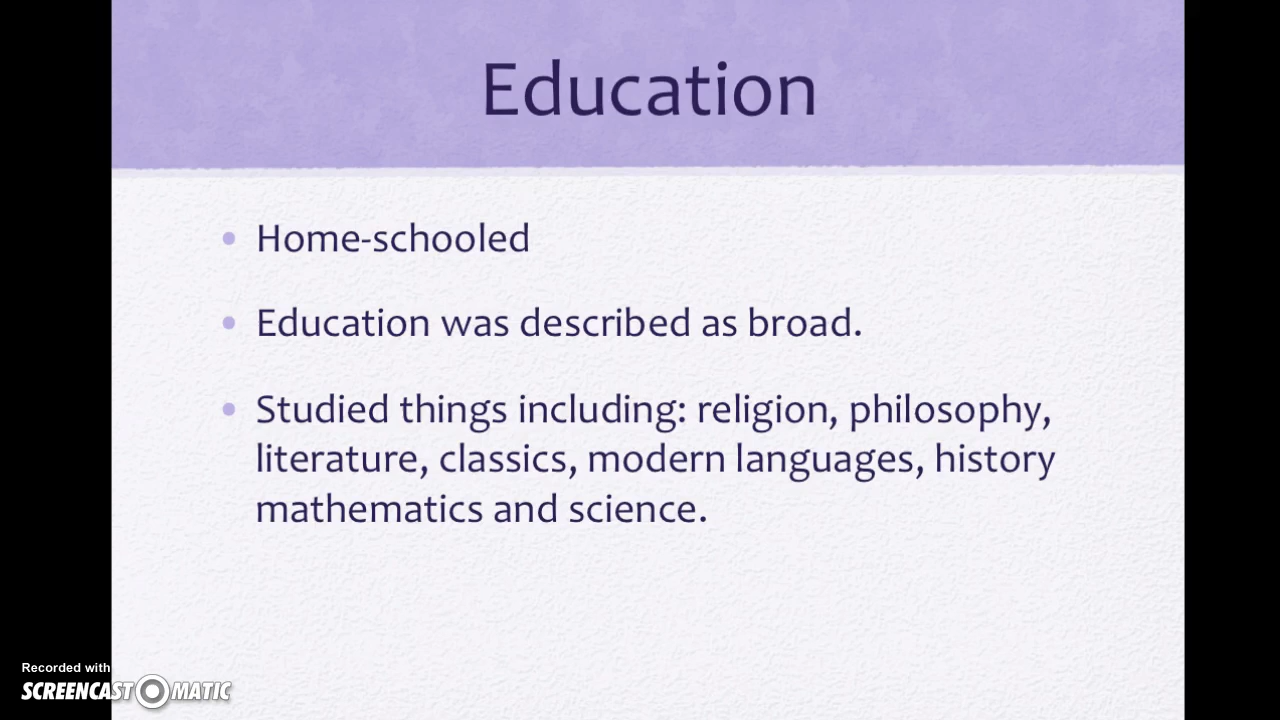 Education
• Home-schooled
• Education was described as broad.
• Studied things including: religion, philosophy,
literature, classics, modern languages, history
mathematics and science.
Recorded with
SCREENCAST-O-MATIC